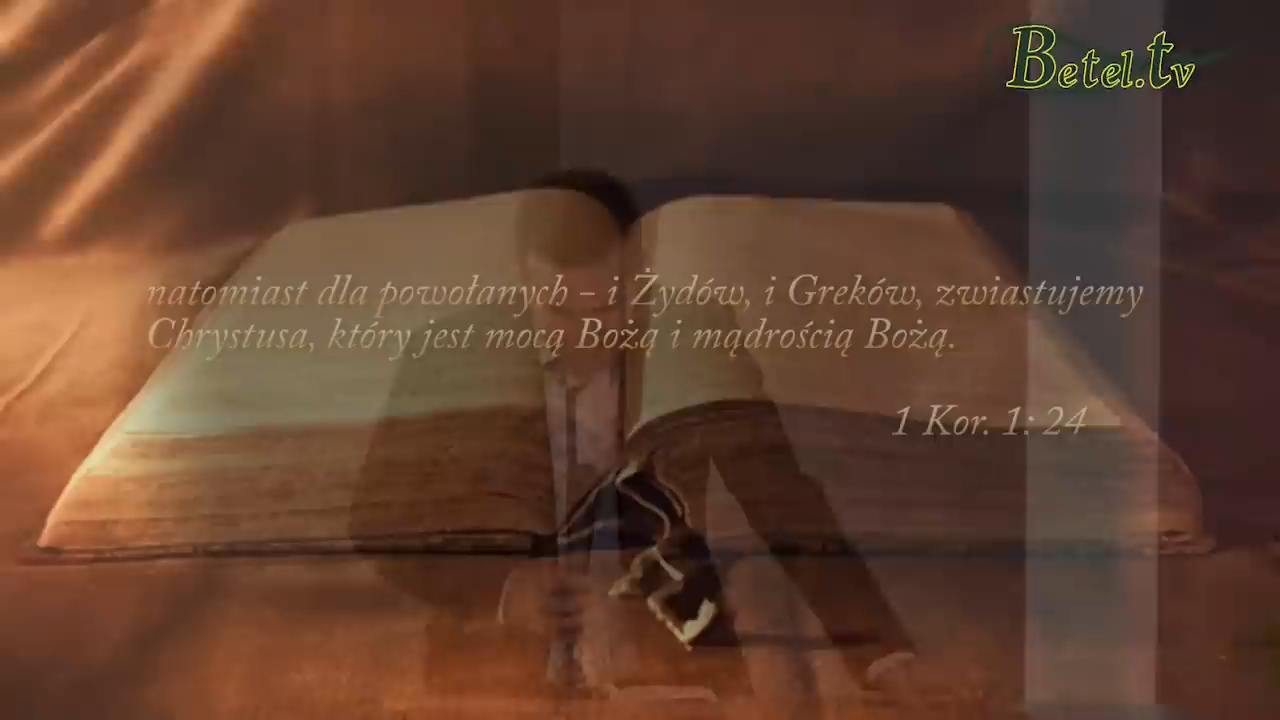 Betel.tv
natomiast dla powołanych – i Żydów, i Greków, zwiastujemy
Chrystusa, który jest mocą Bożą i mądrością Bożą.
1 Kor. 1: 24